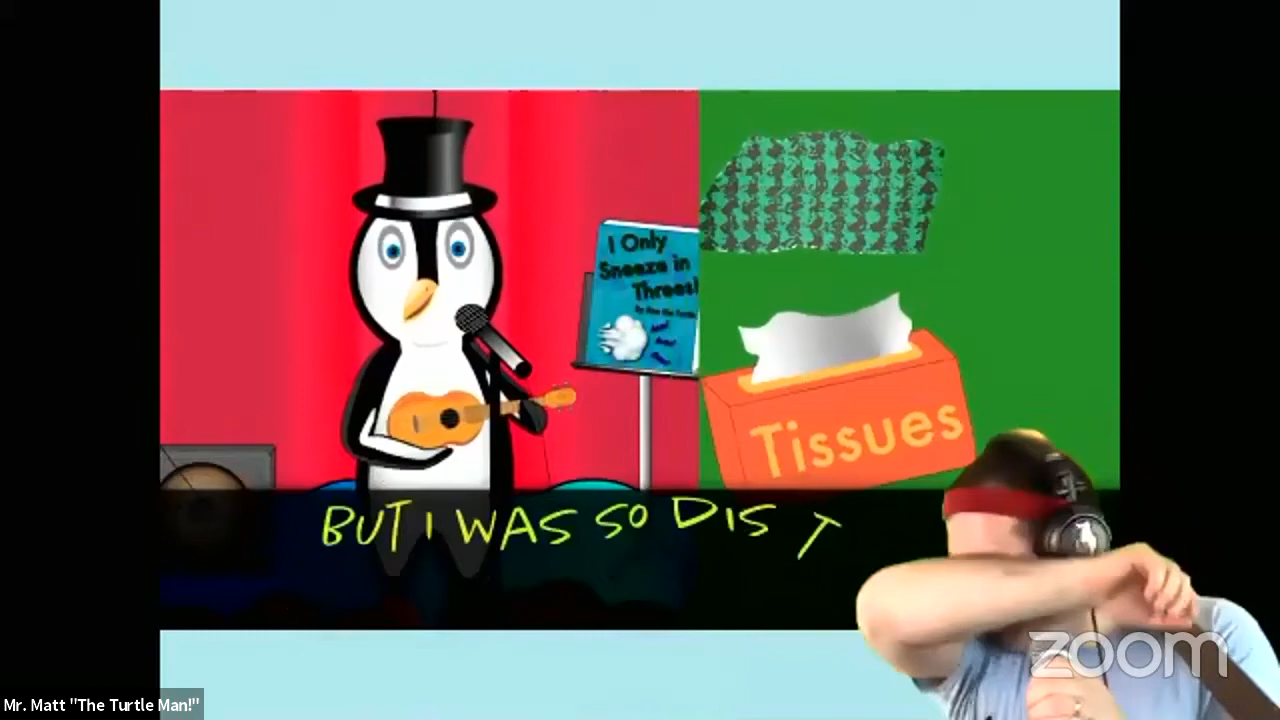 I Only
Sneeze in
Threes!
Tissues
BUT I WAS SO DIS T
zoom
Mr. Matt "The Turtle Man!"